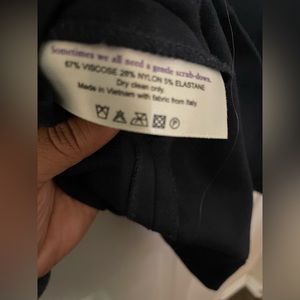 Sometimes we all need a gentle scrub-down.
67% VISCOSE 28% NYLON 5% ELASTANE
Dry clean only.
Made in Vietnam with fabric from Italy